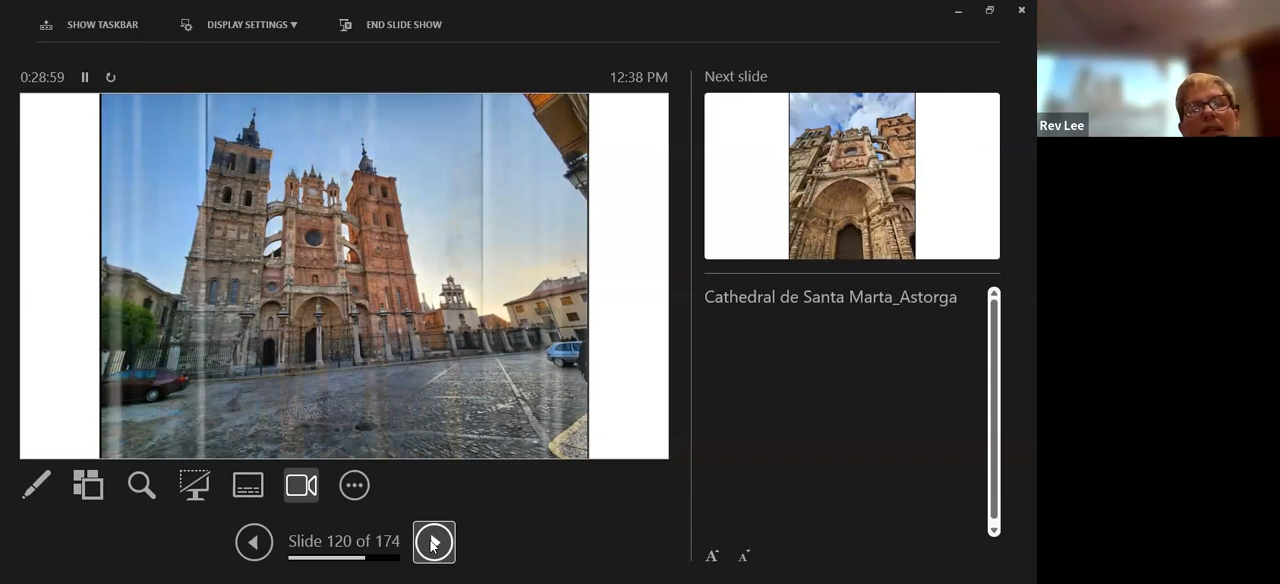 SHOW TASKBAR DISPLAY SETTINGS ▼ END SLIDE SHOW
0:28:59 12:38 PM Next slide
Rev Lee
Cathedral de Santa Marta_Astorga
Slide 120 of 174
A A